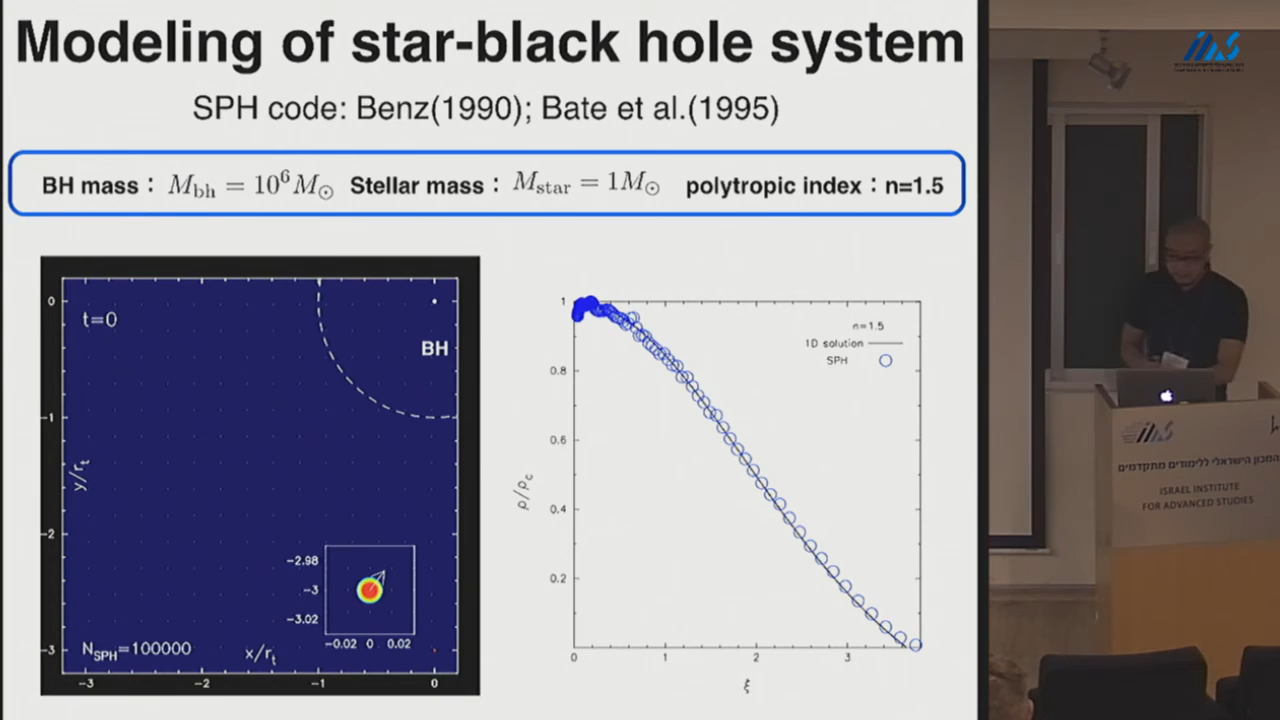 Modeling of star-black hole system
SPH code: Benz(1990); Bate et al.(1995)
BH mass : M_bh = 10^6 M_⊙ Stellar mass : M_star = 1M_⊙ polytropic index : n=1.5
t=0
BH
0
−1
−2
−3
y/r_t
−2.98
−3
−3.02
−0.02 0 0.02
N_SPH=100000
x/r_t
−3 −2 −1 0
n=1.5
1D solution
SPH
1
0.8
0.6
0.4
0.2
ρ/ρ_c
0 1 2 3
ξ
המכון הישראלי ללימודים מתקדמים
ISRAEL INSTITUTE
FOR ADVANCED STUDIES